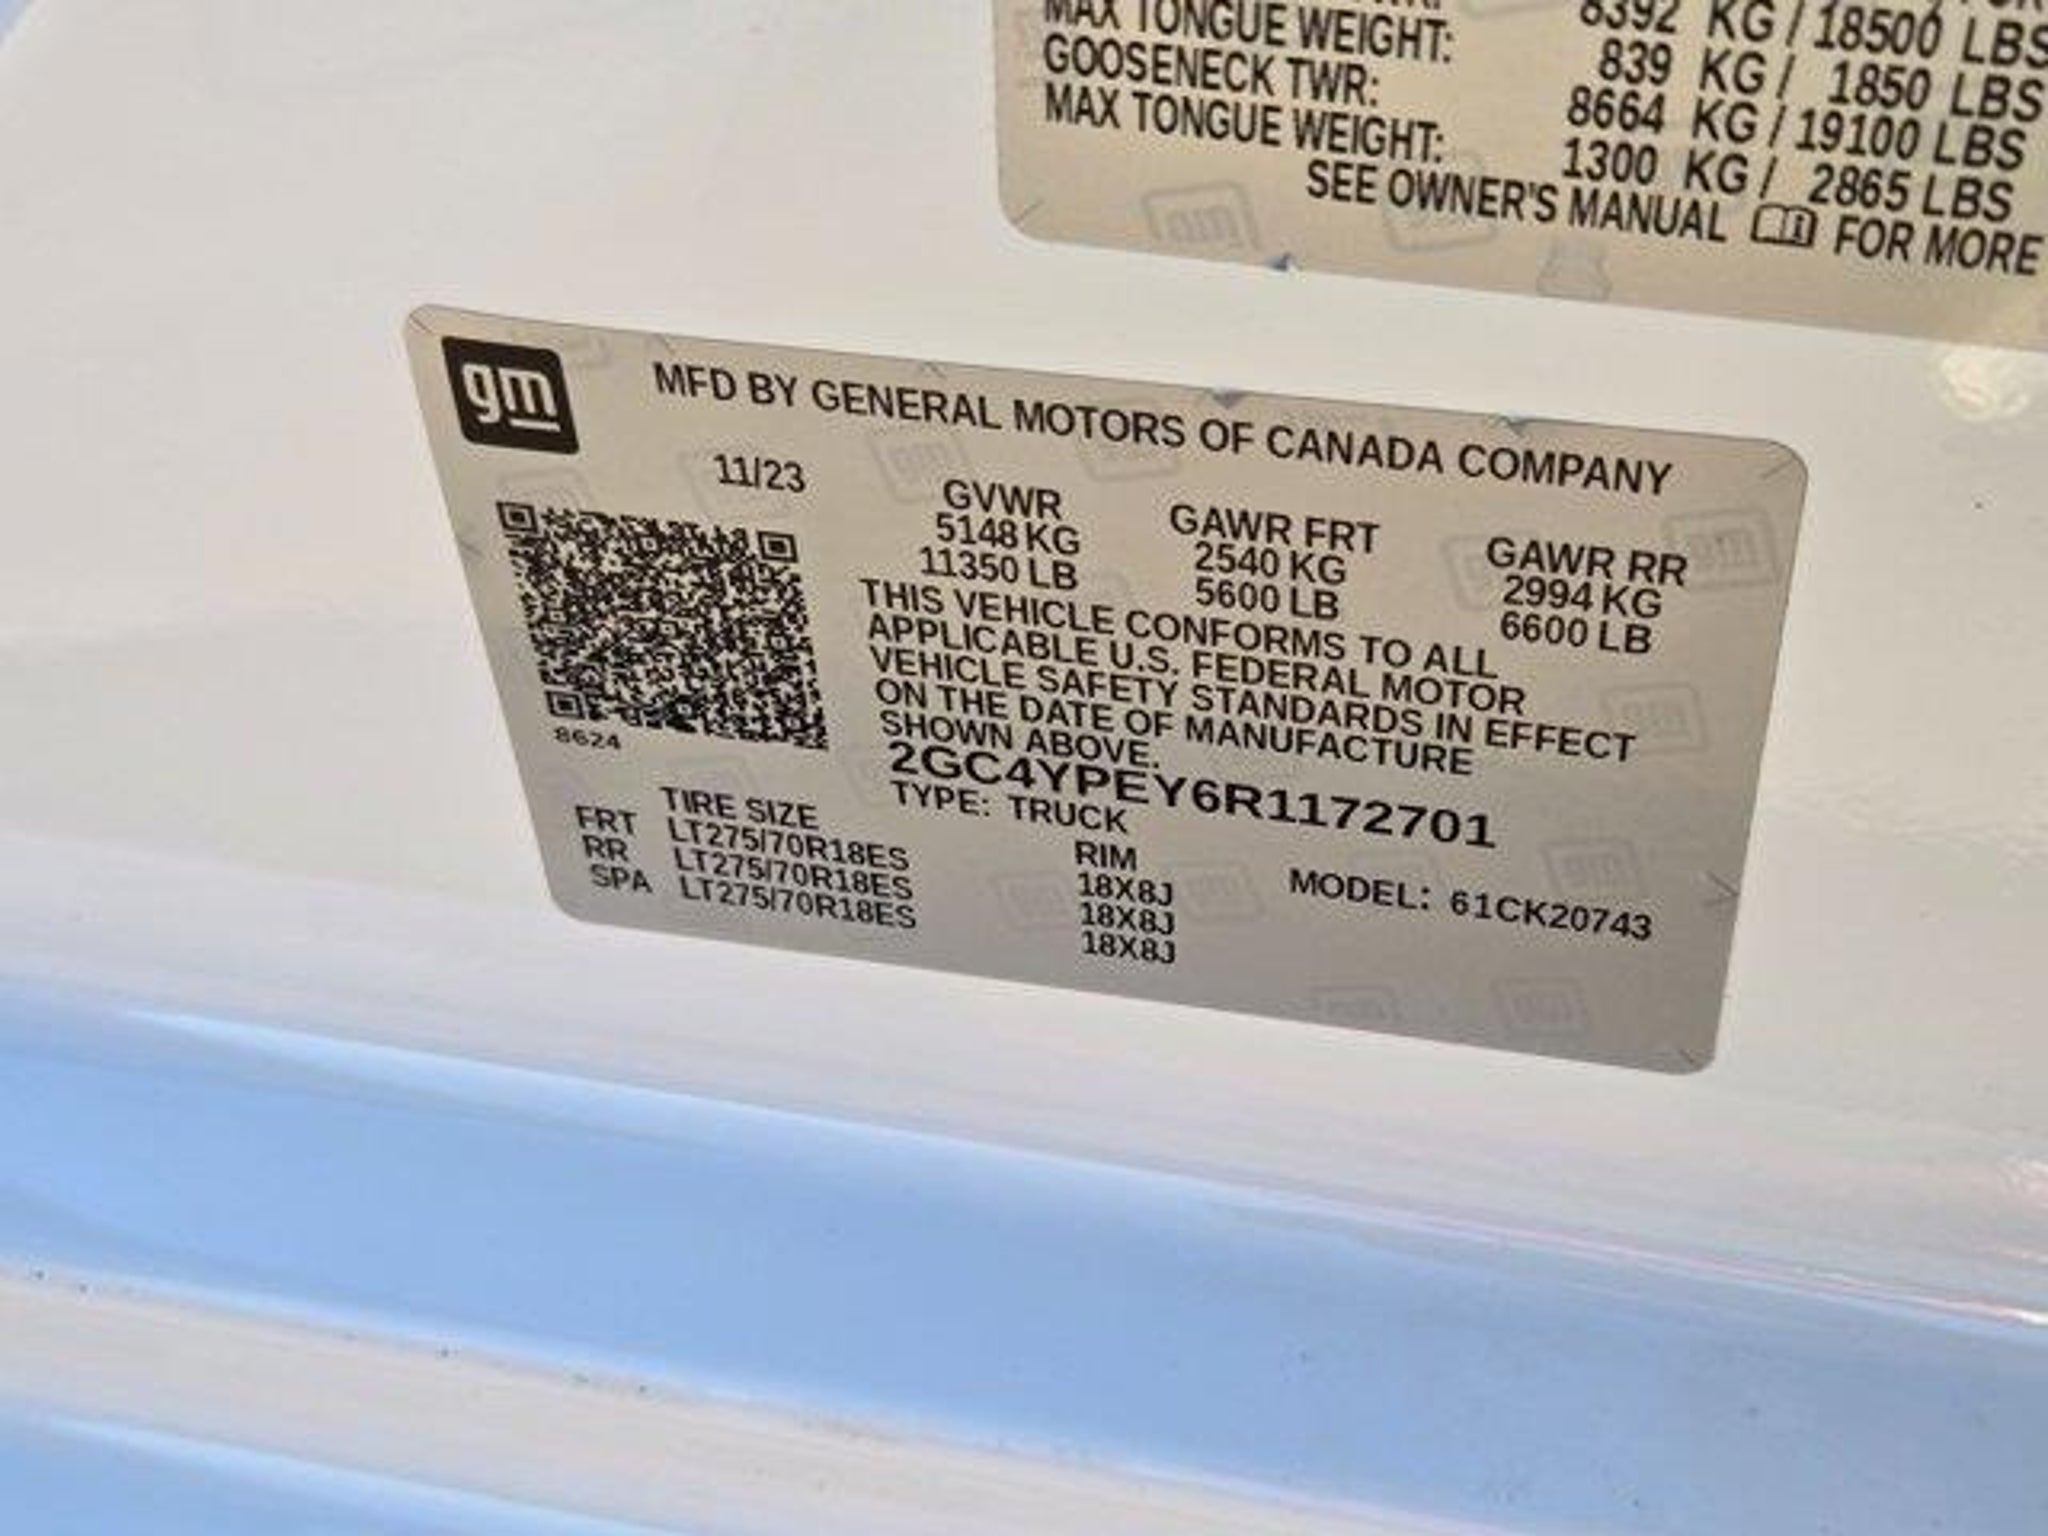 8392 KG / 18500 LBS
MAX TONGUE WEIGHT: 839 KG / 1850 LBS
GOOSENECK TWR: 8664 KG / 19100 LBS
MAX TONGUE WEIGHT: 1300 KG / 2865 LBS
SEE OWNER'S MANUAL FOR MORE
gm
MFD BY GENERAL MOTORS OF CANADA COMPANY
11/23
GVWR GAWR FRT GAWR RR
5148 KG 2540 KG 2994 KG
11350 LB 5600 LB 6600 LB
THIS VEHICLE CONFORMS TO ALL
APPLICABLE U.S. FEDERAL MOTOR
VEHICLE SAFETY STANDARDS IN EFFECT
ON THE DATE OF MANUFACTURE
SHOWN ABOVE.
8624
2GC4YPEY6R1172701
TYPE: TRUCK
TIRE SIZE RIM
FRT LT275/70R18ES 18X8J
RR LT275/70R18ES 18X8J
SPA LT275/70R18ES 18X8J
MODEL: 61CK20743